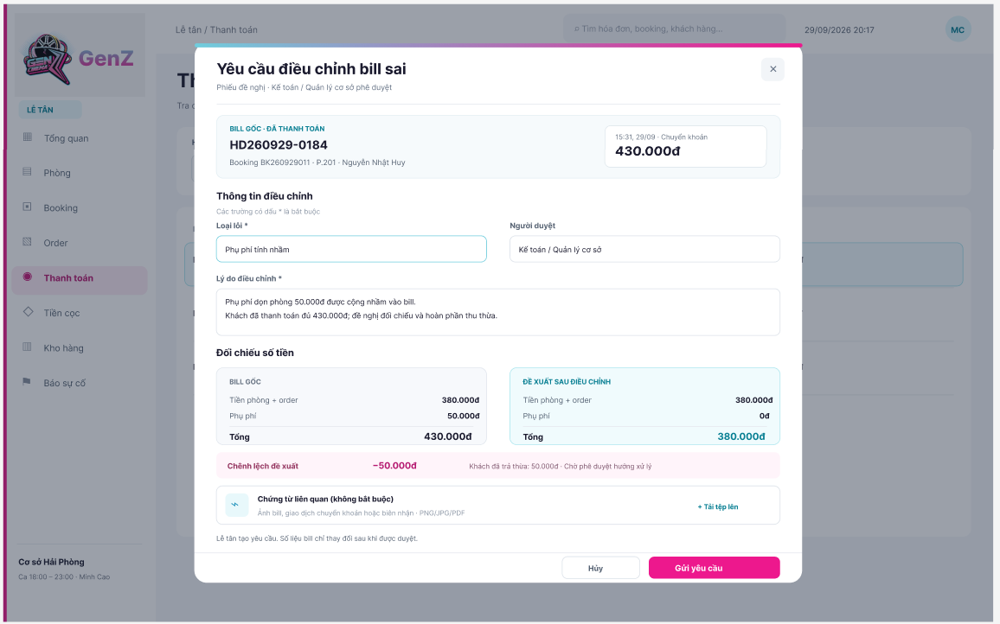 GenZ
LỄ TÂN
Tổng quan
Phòng
Booking
Order
Thanh toán
Tiền cọc
Kho hàng
Báo sự cố
Cơ sở Hải Phòng
Ca 18:00 – 23:00 · Minh Cao
Lễ tân / Thanh toán
Tìm hóa đơn, booking, khách hàng...
29/09/2026 20:17
MC
Yêu cầu điều chỉnh bill sai
Phiếu đề nghị · Kế toán / Quản lý cơ sở phê duyệt
×
BILL GỐC · ĐÃ THANH TOÁN
HD260929-0184
Booking BK260929011 · P.201 · Nguyễn Nhật Huy
15:31, 29/09 · Chuyển khoản
430.000đ
Thông tin điều chỉnh
Các trường có dấu * là bắt buộc
Loại lỗi *
Phụ phí tính nhầm
Người duyệt
Kế toán / Quản lý cơ sở
Lý do điều chỉnh *
Phụ phí dọn phòng 50.000đ được cộng nhầm vào bill.
Khách đã thanh toán đủ 430.000đ; đề nghị đối chiếu và hoàn phần thu thừa.
Đối chiếu số tiền
BILL GỐC
Tiền phòng + order 380.000đ
Phụ phí 50.000đ
Tổng 430.000đ
ĐỀ XUẤT SAU ĐIỀU CHỈNH
Tiền phòng + order 380.000đ
Phụ phí 0đ
Tổng 380.000đ
Chênh lệch đề xuất −50.000đ Khách đã trả thừa: 50.000đ · Chờ phê duyệt hướng xử lý
Chứng từ liên quan (không bắt buộc)
Ảnh bill, giao dịch chuyển khoản hoặc biên nhận · PNG/JPG/PDF
+ Tải tệp lên
Lễ tân tạo yêu cầu. Số liệu bill chỉ thay đổi sau khi được duyệt.
Hủy
Gửi yêu cầu